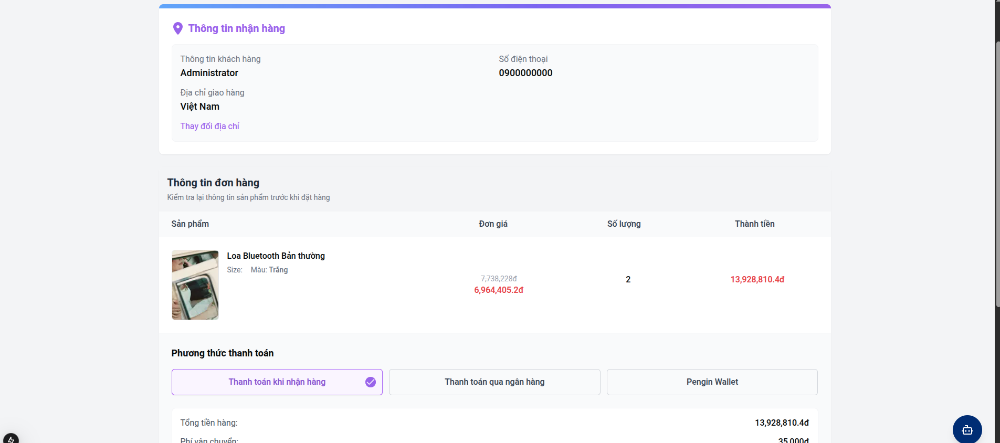 Thông tin nhận hàng
Thông tin khách hàng
Số điện thoại
Administrator
0900000000
Địa chỉ giao hàng
Việt Nam
Thay đổi địa chỉ
Thông tin đơn hàng
Kiểm tra lại thông tin sản phẩm trước khi đặt hàng
Sản phẩm Đơn giá Số lượng Thành tiền
Loa Bluetooth Bản thường
Size: Màu: Trắng
7,738,228đ
6,964,405.2đ
2
13,928,810.4đ
Phương thức thanh toán
Thanh toán khi nhận hàng
Thanh toán qua ngân hàng
Pengin Wallet
Tổng tiền hàng: 13,928,810.4đ
Phí vận chuyển: 35,000đ